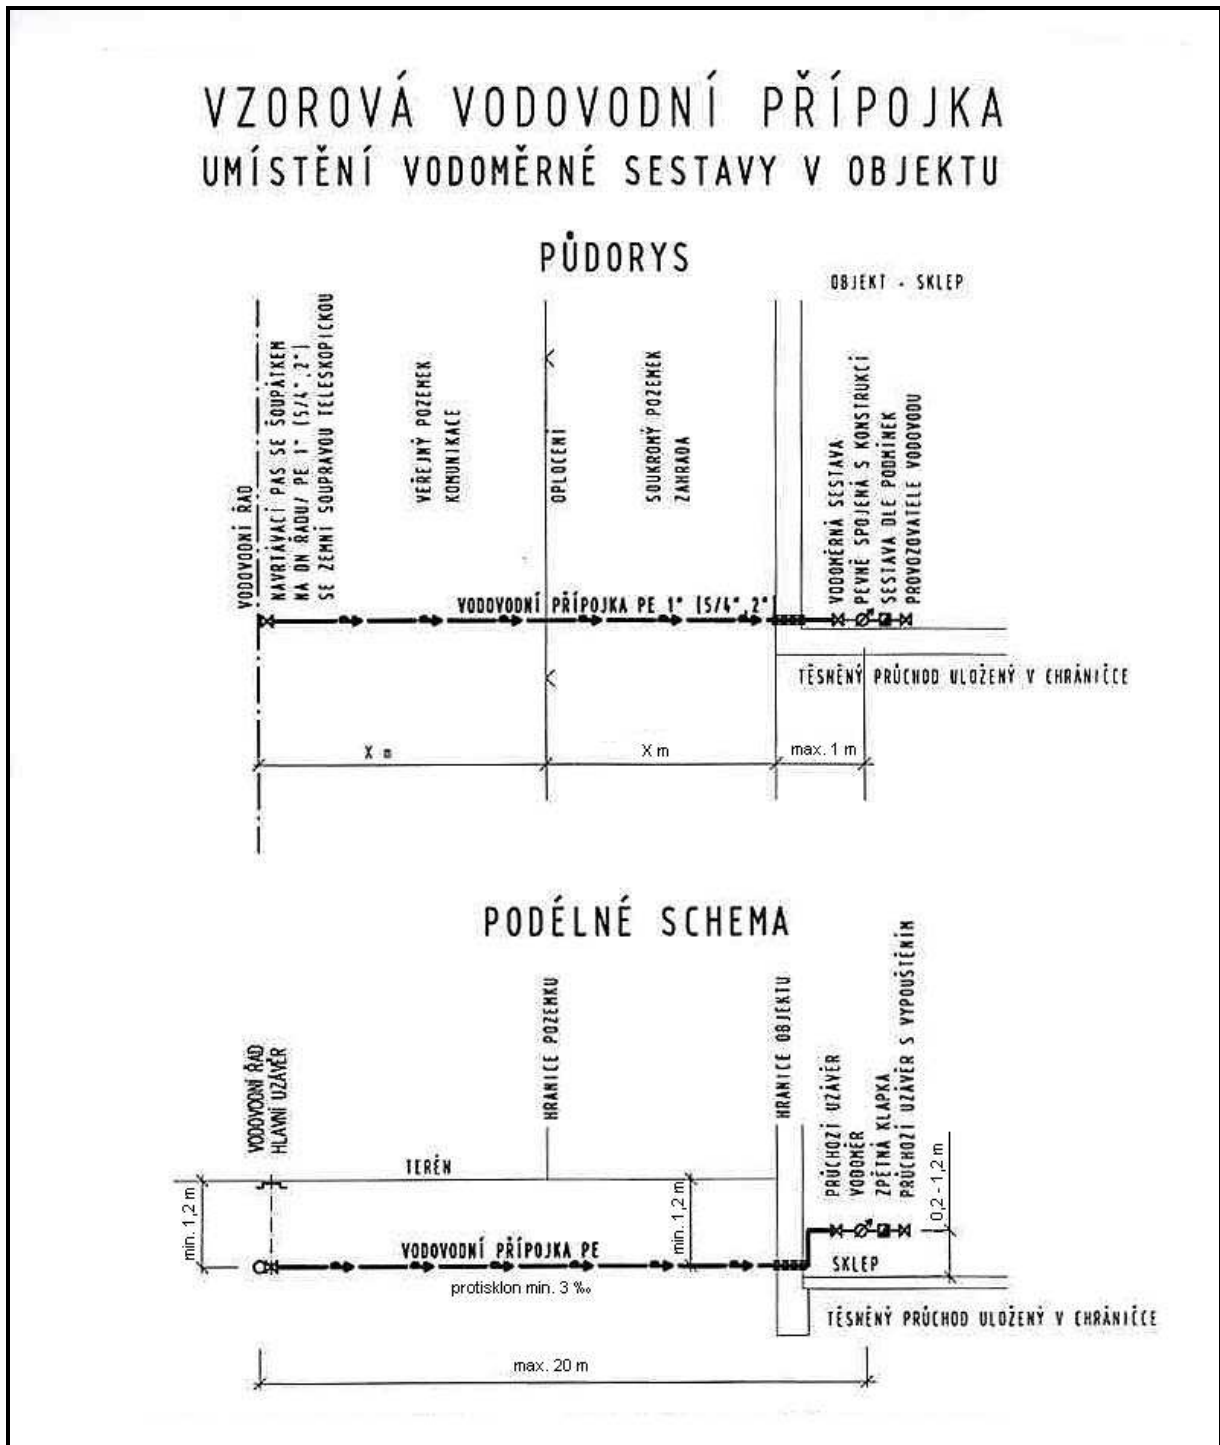 VZOROVÁ VODOVODNÍ PŘÍPOJKA
UMÍSTĚNÍ VODOMĚRNÉ SESTAVY V OBJEKTU
PŮDORYS
OBJEKT - SKLEP
VODOVODNÍ ŘAD
NAVRTÁVACÍ PAS SE ŠOUPÁTKEM
NA DN ŘADU/ PE 1" (5/4",2")
SE ZEMNÍ SOUPRAVOU TELESKOPICKOU
VEŘEJNÝ POZEMEK
KOMUNIKACE
OPLOCENÍ
SOUKROMÝ POZEMEK
ZAHRADA
VODOMĚRNÁ SESTAVA
PEVNĚ SPOJENÁ S KONSTRUKCÍ
SESTAVA DLE PODMÍNEK
PROVOZOVATELE VODOVODU
VODOVODNÍ PŘÍPOJKA PE 1" (5/4",2")
TĚSNĚNÝ PRŮCHOD ULOŽENÝ V CHRÁNIČCE
X m
X m
max. 1 m
PODÉLNÉ SCHEMA
VODOVODNÍ ŘAD
HLAVNÍ UZÁVĚR
HRANICE POZEMKU
HRANICE OBJEKTU
PRŮCHOZÍ UZÁVĚR
VODOMĚR
ZPĚTNÁ KLAPKA
PRŮCHOZÍ UZÁVĚR S VYPOUŠTĚNÍM
TERÉN
min. 1,2 m
min. 1,2 m
0,2 - 1,2 m
VODOVODNÍ PŘÍPOJKA PE
protisklon min. 3 ‰
SKLEP
TĚSNĚNÝ PRŮCHOD ULOŽENÝ V CHRÁNIČCE
max. 20 m